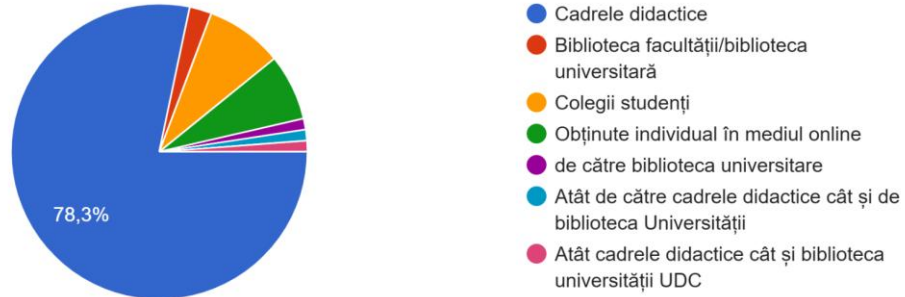 78,3%
Cadrele didactice
Biblioteca facultății/biblioteca
universitară
Colegii studenți
Obținute individual în mediul online
de către biblioteca universitare
Atât de către cadrele didactice cât și de
biblioteca Universității
Atât cadrele didactice cât și biblioteca
universității UDC